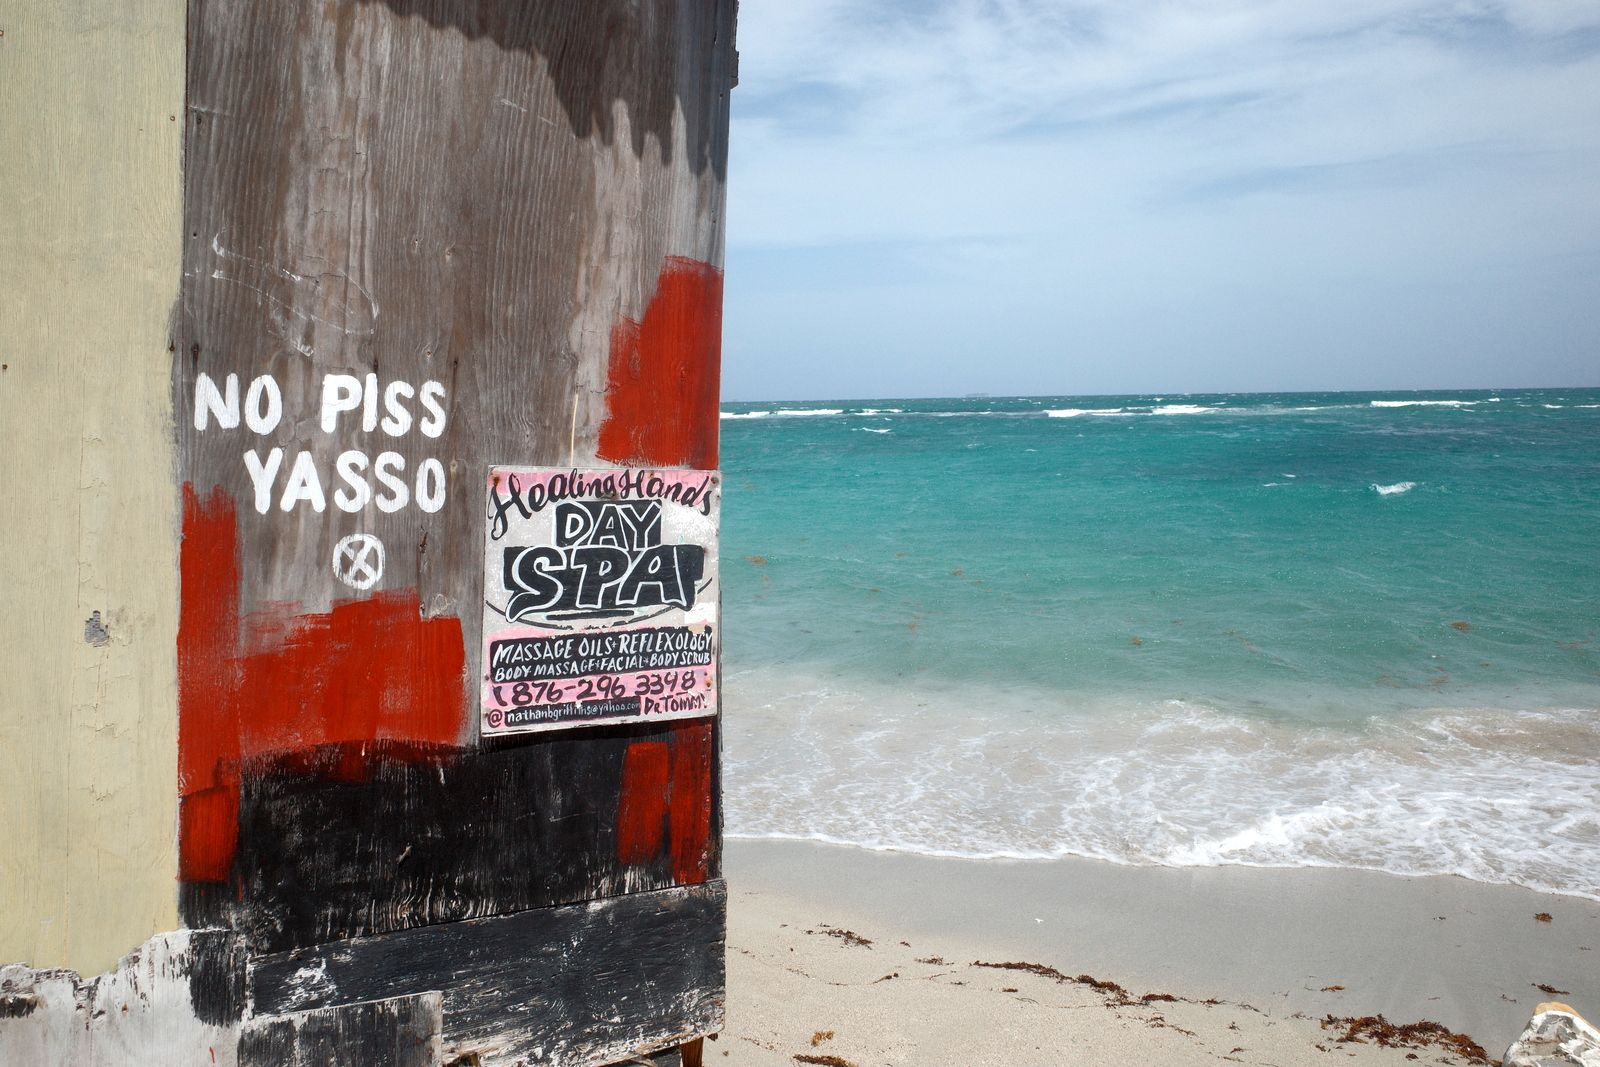 NO PISS
YASSO
Healing Hands
DAY
SPA
MASSAGE OILS+REFLEXOLOGY
BODY MASSAGE+FACIAL+BODY SCRUB
1876-296 3348
@nathanbgriffiths@yahoo.com DR. TOMMY